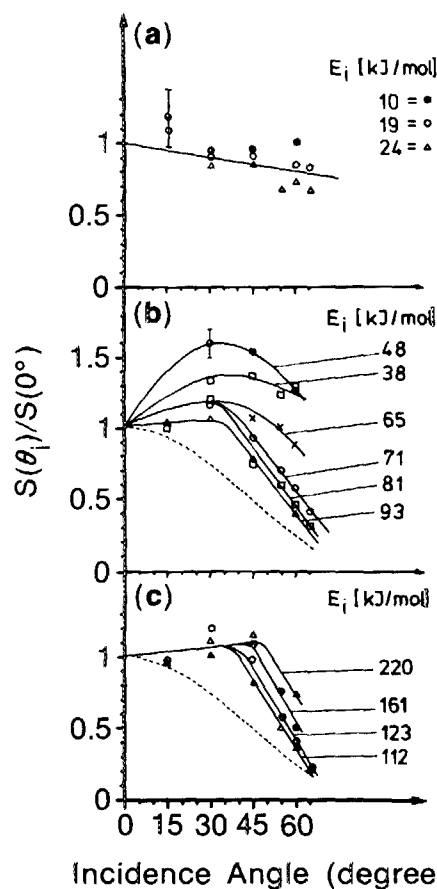 (a)
E_i [kJ/mol]
10 = •
19 = ○
24 = △
1
0.5
0
(b)
E_i [kJ/mol]
1.5
1
0.5
0
48
38
65
71
81
93
S(θ_i)/S(0°)
(c)
E_i [kJ/mol]
1
0.5
0
220
161
123
112
0 15 30 45 60
Incidence Angle (degree